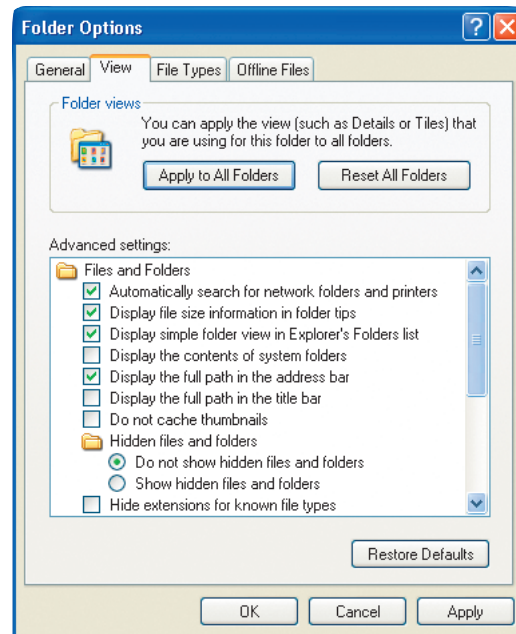 Folder Options
General View File Types Offline Files
Folder views
You can apply the view (such as Details or Tiles) that
you are using for this folder to all folders.
Apply to All Folders Reset All Folders
Advanced settings:
Files and Folders
Automatically search for network folders and printers
Display file size information in folder tips
Display simple folder view in Explorer's Folders list
Display the contents of system folders
Display the full path in the address bar
Display the full path in the title bar
Do not cache thumbnails
Hidden files and folders
Do not show hidden files and folders
Show hidden files and folders
Hide extensions for known file types
Restore Defaults
OK Cancel Apply